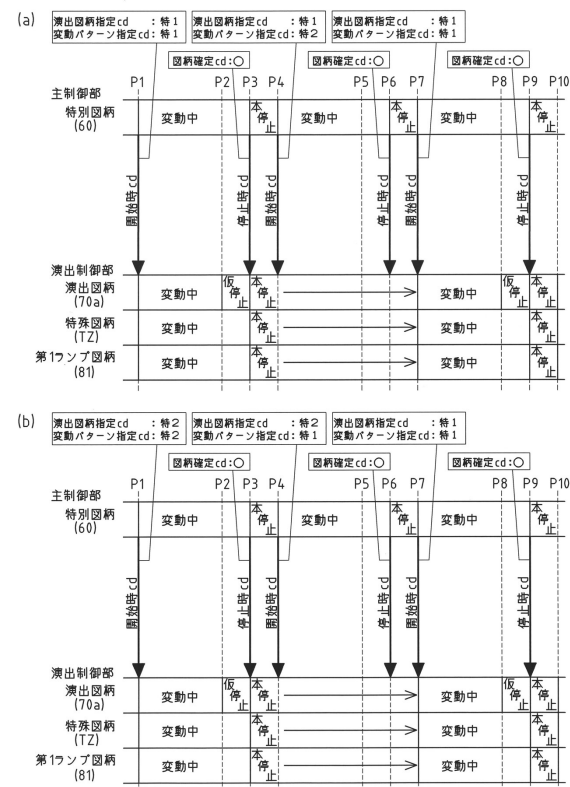 (a)
演出図柄指定cd　：特1
変動パターン指定cd：特1
演出図柄指定cd　：特1
変動パターン指定cd：特2
演出図柄指定cd　：特1
変動パターン指定cd：特1
図柄確定cd：○
図柄確定cd：○
図柄確定cd：○
P1 P2 P3 P4 P5 P6 P7 P8 P9 P10
主制御部
特別図柄
(60)
変動中 本停止 変動中 本停止 変動中 本停止
開始時cd 停止時cd 開始時cd 停止時cd 開始時cd 停止時cd
演出制御部
演出図柄
(70a)
変動中 仮停止 本停止 変動中 仮停止 本停止
特殊図柄
(TZ)
変動中 本停止 変動中 本停止
第1ランプ図柄
(81)
変動中 本停止 変動中 本停止
(b)
演出図柄指定cd　：特2
変動パターン指定cd：特2
演出図柄指定cd　：特2
変動パターン指定cd：特1
演出図柄指定cd　：特1
変動パターン指定cd：特1
図柄確定cd：○
図柄確定cd：○
図柄確定cd：○
P1 P2 P3 P4 P5 P6 P7 P8 P9 P10
主制御部
特別図柄
(60)
変動中 本停止 変動中 本停止 変動中 本停止
開始時cd 停止時cd 開始時cd 停止時cd 開始時cd 停止時cd
演出制御部
演出図柄
(70a)
変動中 仮停止 本停止 変動中 仮停止 本停止
特殊図柄
(TZ)
変動中 本停止 変動中 本停止
第1ランプ図柄
(81)
変動中 本停止 変動中 本停止